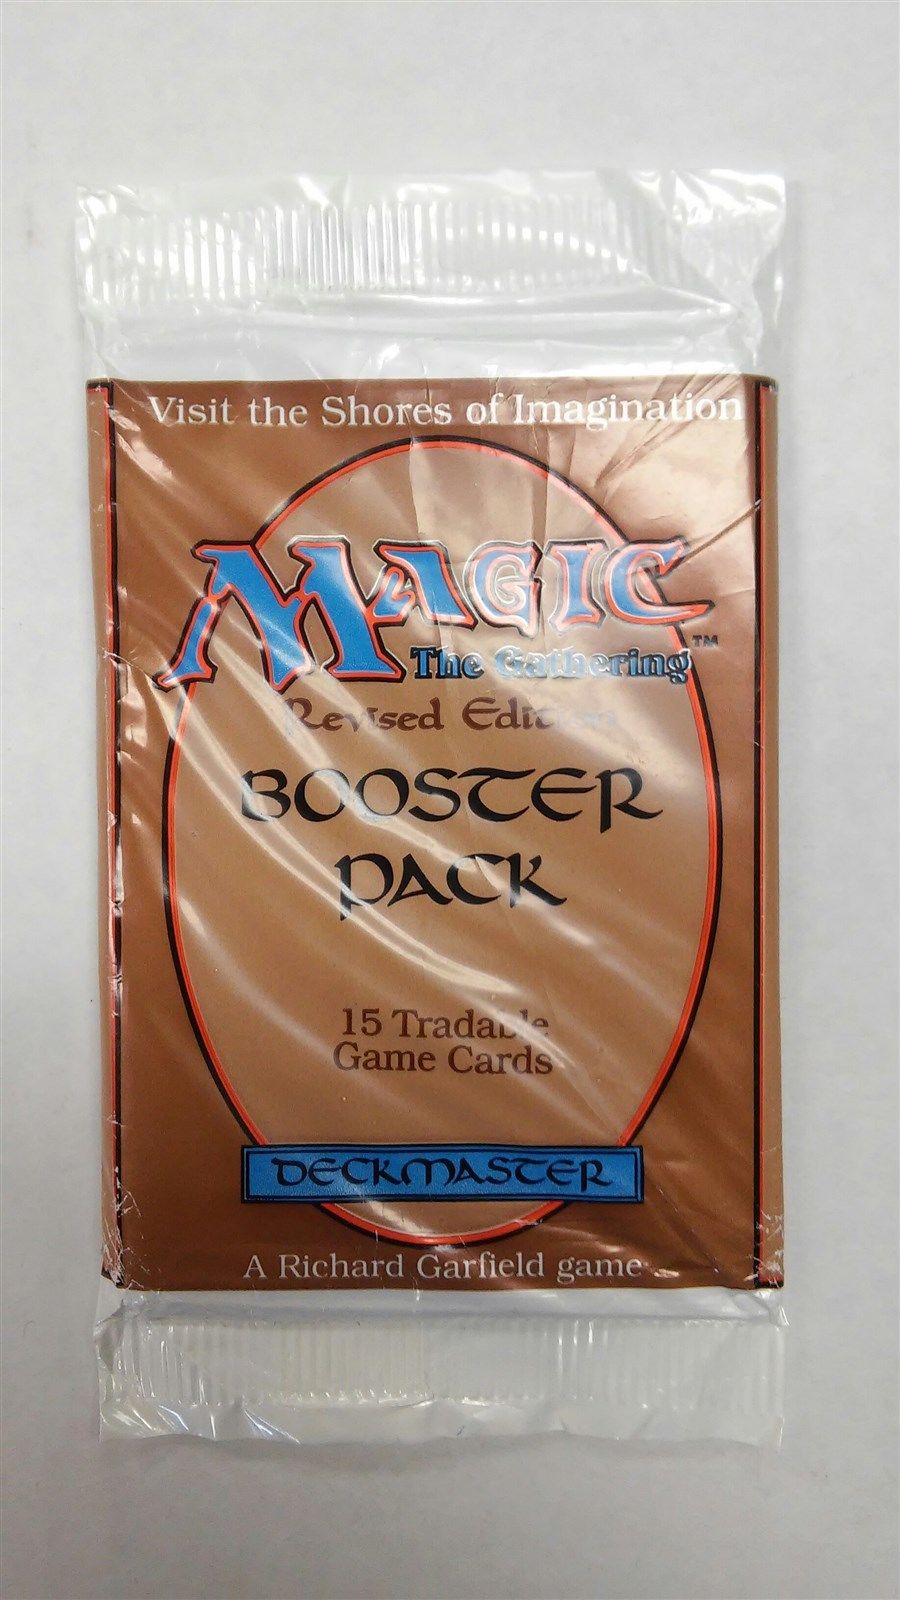 Visit the Shores of Imagination
MAGIC
The Gathering™
Revised Edition
BOOSTER
PACK
15 Tradable
Game Cards
DECKMASTER
A Richard Garfield game